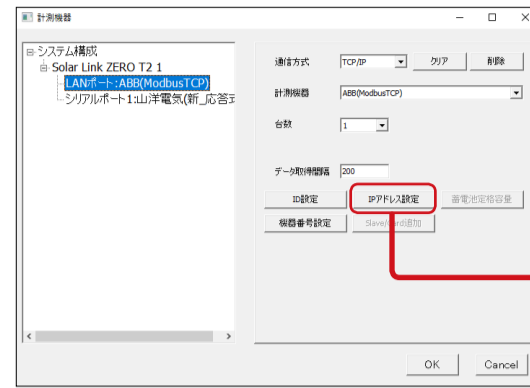 計測機器
システム構成
Solar Link ZERO T2 1
LANポート:ABB(ModbusTCP)
シリアルポート1:山洋電気(新_応答
通信方式 TCP/IP クリア 削除
計測機器 ABB(ModbusTCP)
台数 1
データ取得間隔 200
ID設定 IPアドレス設定 蓄電池定格容量
機器番号設定 Slave/Card追加
OK Cancel